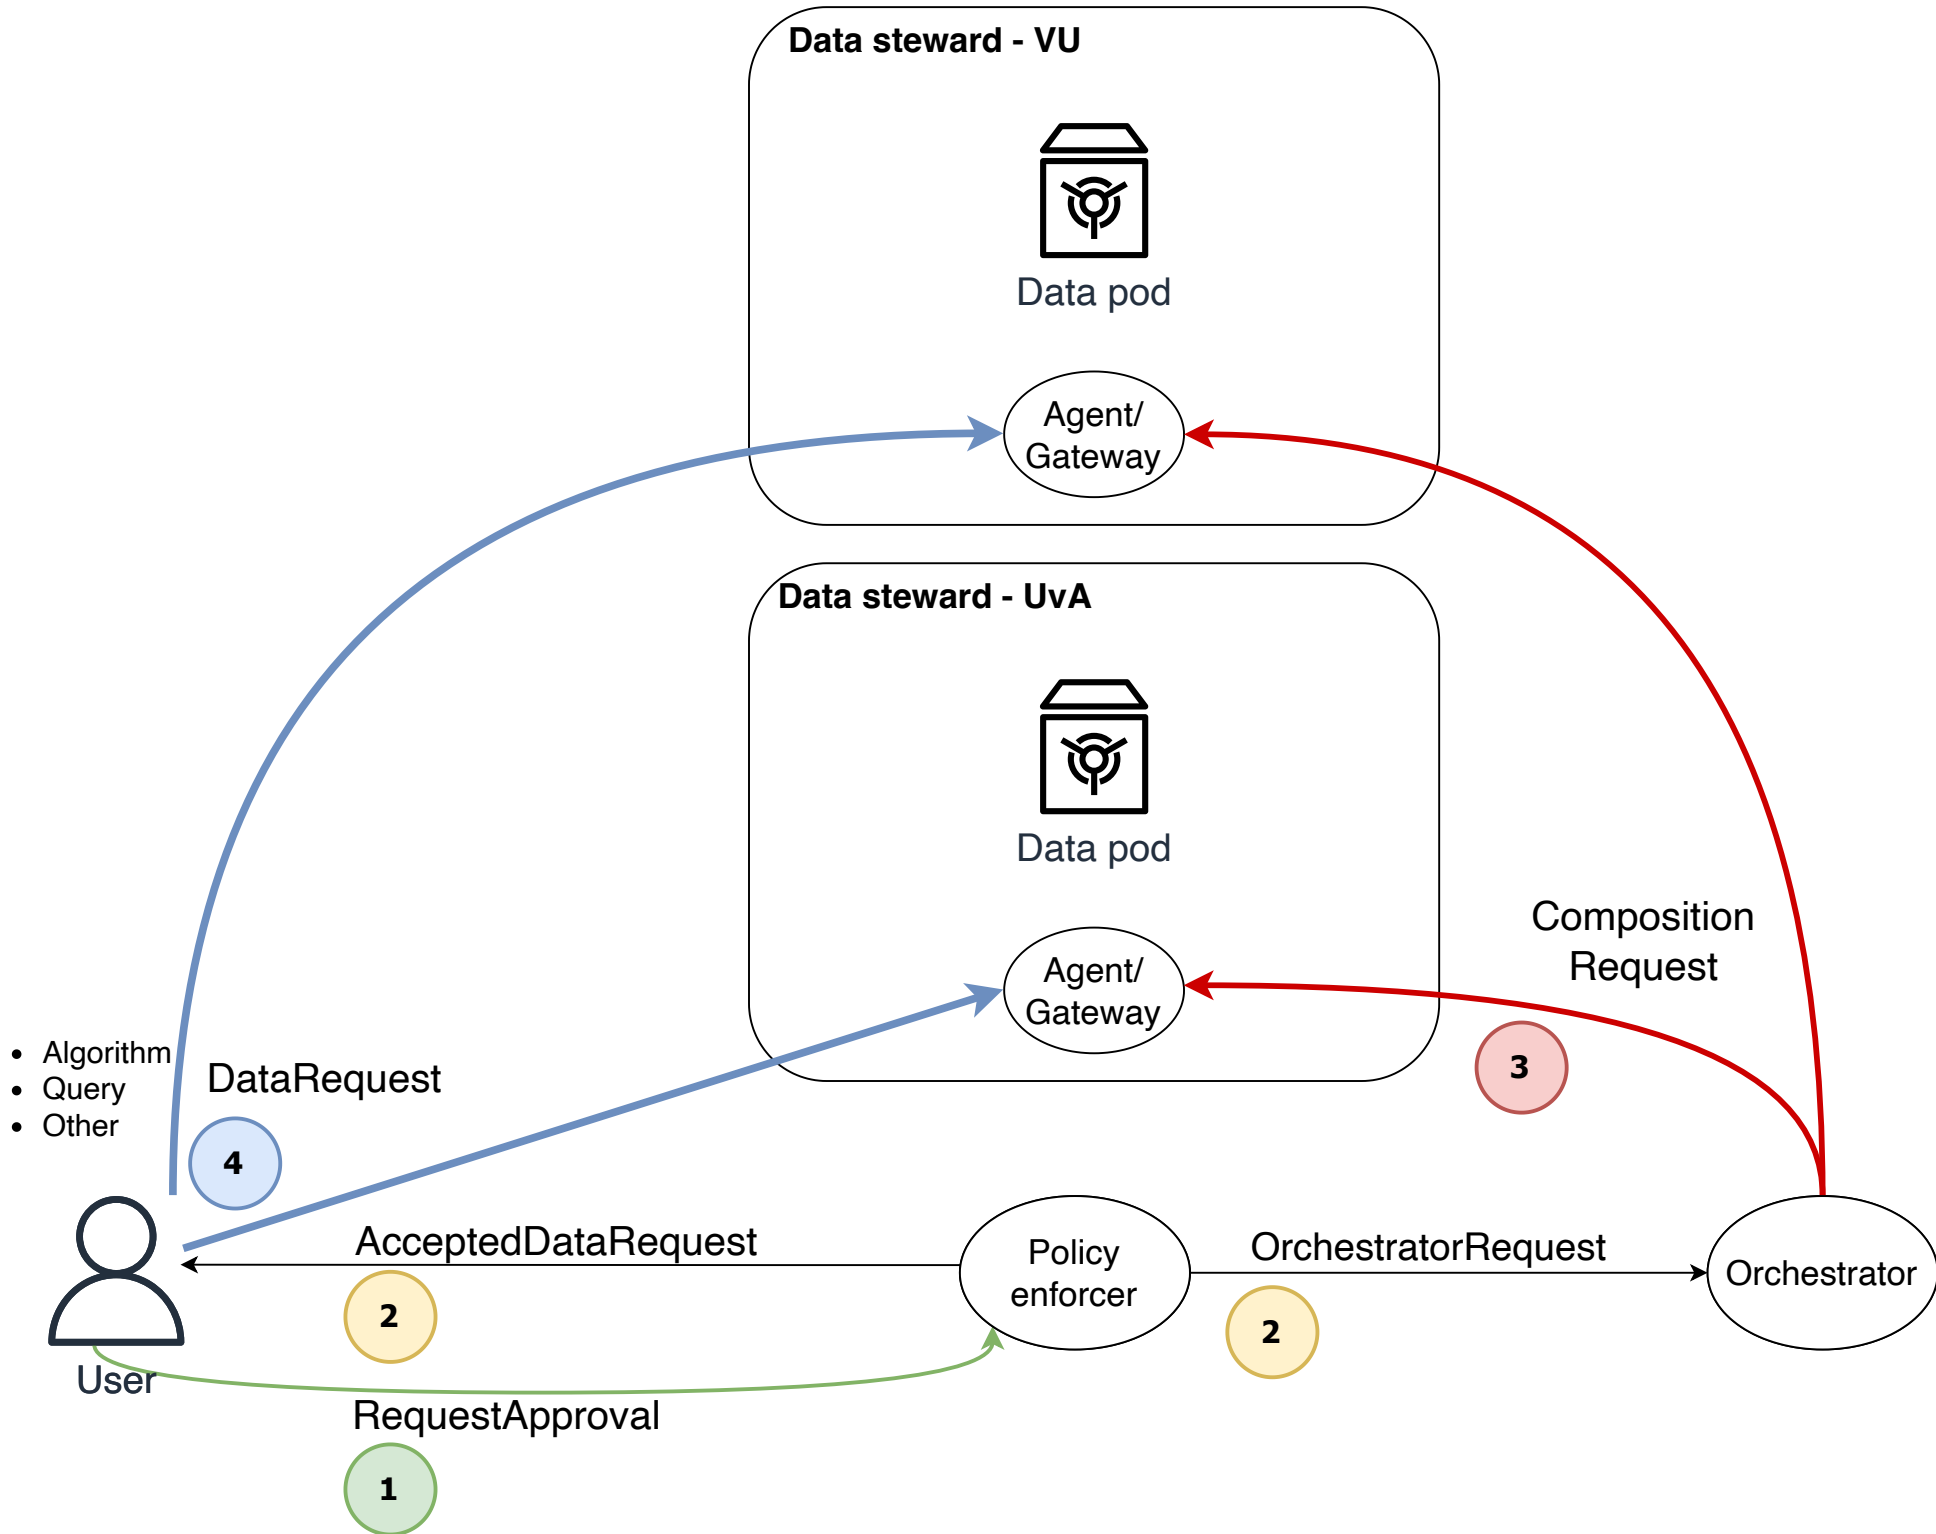 Data steward - VU
Data pod
Agent/
Gateway
Data steward - UvA
Data pod
Agent/
Gateway
Composition
Request
3
• Algorithm
• Query
• Other
DataRequest
4
AcceptedDataRequest
2
Policy
enforcer
OrchestratorRequest
2
Orchestrator
User
RequestApproval
1